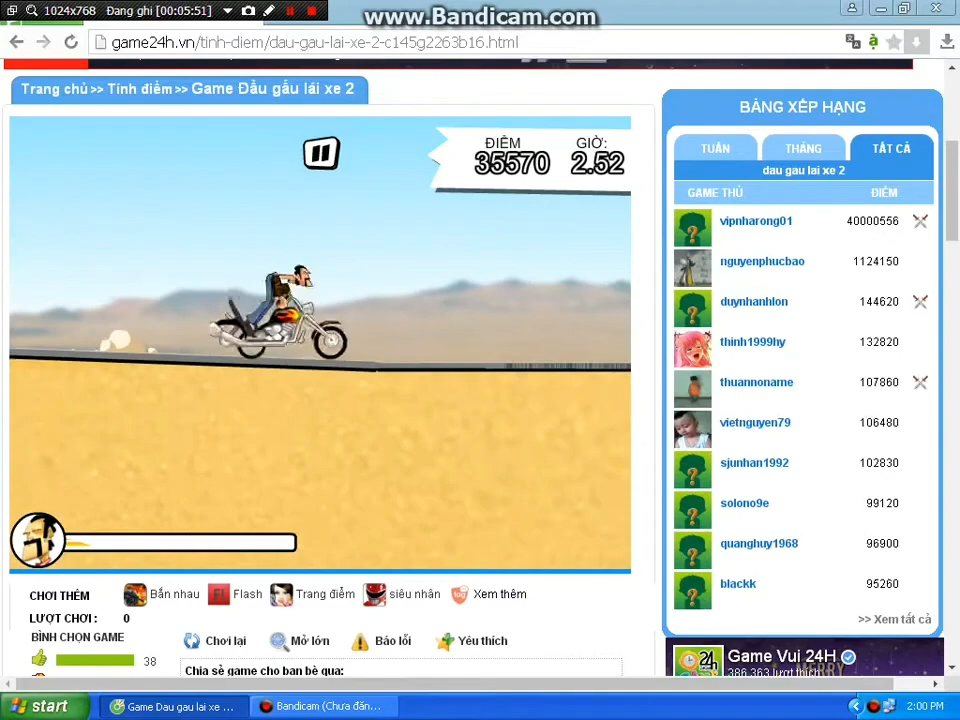 1024x768 Đang ghi [00:05:51]
www.Bandicam.com
game24h.vn/tinh-diem/dau-gau-lai-xe-2-c145g2263b16.html
Trang chủ>> Tính điểm>> Game Đầu gấu lái xe 2
ĐIỂM GIỜ:
35570 2.52
BẢNG XẾP HẠNG
TUẦN THÁNG TẤT CẢ
dau gau lai xe 2
GAME THỦ ĐIỂM
vipnharong01 40000556
nguyenphucbao 1124150
duynhanhlon 144620
thinh1999hy 132820
thuannoname 107860
vietnguyen79 106480
sjunhan1992 102830
solono9e 99120
quanghuy1968 96900
blackk 95260
>> Xem tất cả
CHƠI THÊM Bắn nhau Flash Trang điểm siêu nhân Xem thêm
LƯỢT CHƠI : 0
BÌNH CHỌN GAME Chơi lại Mở lớn Báo lỗi Yêu thích
38
Chia sẻ game cho bạn bè qua:
24H Game Vui 24H
386.363 lượt thích
start Game Dau gau lai xe ... Bandicam (Chưa đăn... 2:00 PM